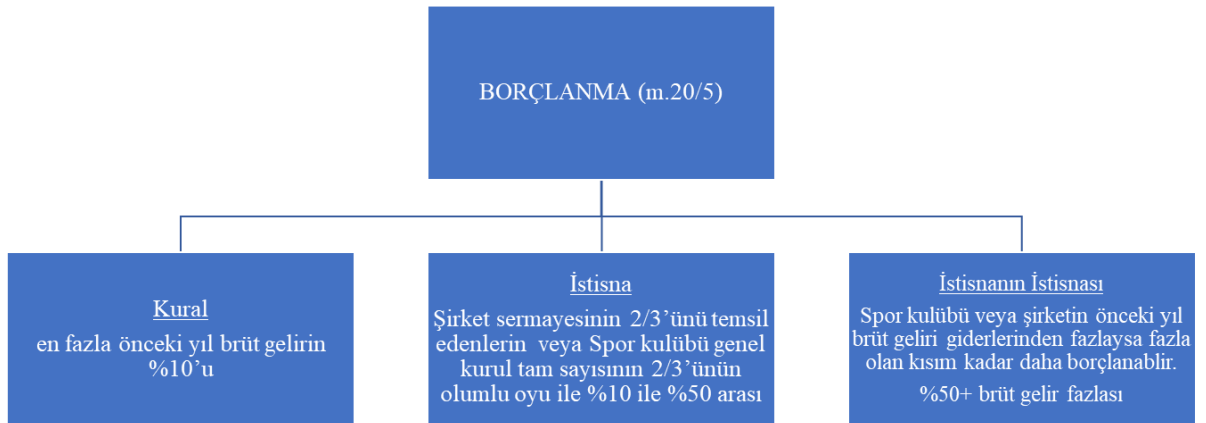 BORÇLANMA (m.20/5)
Kural
en fazla önceki yıl brüt gelirin
%10’u
İstisna
Şirket sermayesinin 2/3’ünü temsil
edenlerin veya Spor kulübü genel
kurul tam sayısının 2/3’ünün
olumlu oyu ile %10 ile %50 arası
İstisnanın İstisnası
Spor kulübü veya şirketin önceki yıl
brüt geliri giderlerinden fazlaysa fazla
olan kısım kadar daha borçlanablir.
%50+ brüt gelir fazlası